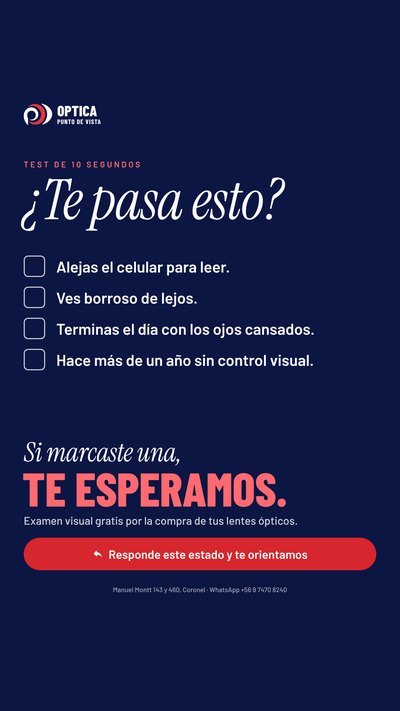 OPTICA
PUNTO DE VISTA
TEST DE 10 SEGUNDOS
¿Te pasa esto?
Alejas el celular para leer.
Ves borroso de lejos.
Terminas el día con los ojos cansados.
Hace más de un año sin control visual.
Si marcaste una,
TE ESPERAMOS.
Examen visual gratis por la compra de tus lentes ópticos.
Responde este estado y te orientamos
Manuel Montt 143 y 460, Coronel · WhatsApp +56 9 7470 8240